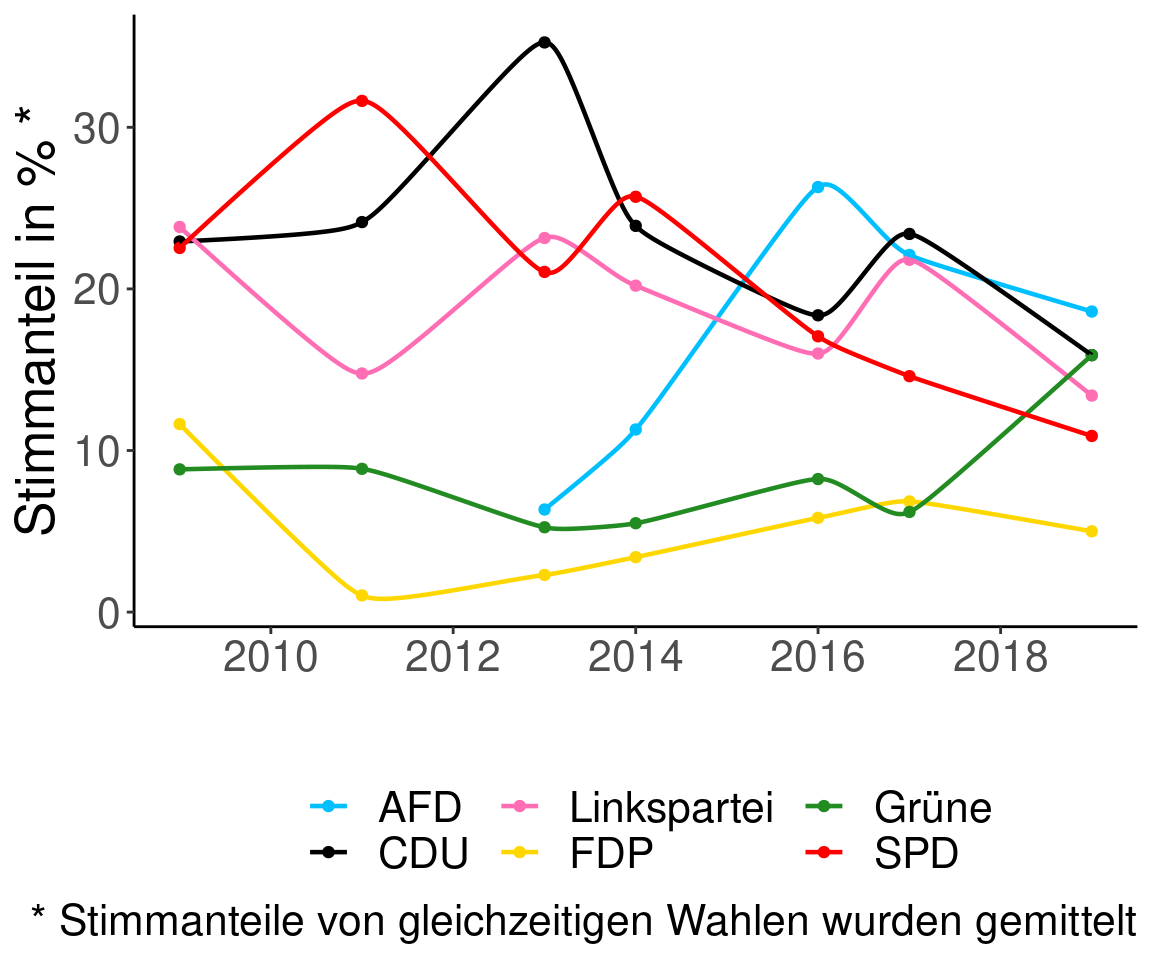 Stimmanteil in % *
30
20
10
0
2010 2012 2014 2016 2018
AFD Linkspartei Grüne
CDU FDP SPD
* Stimmanteile von gleichzeitigen Wahlen wurden gemittelt